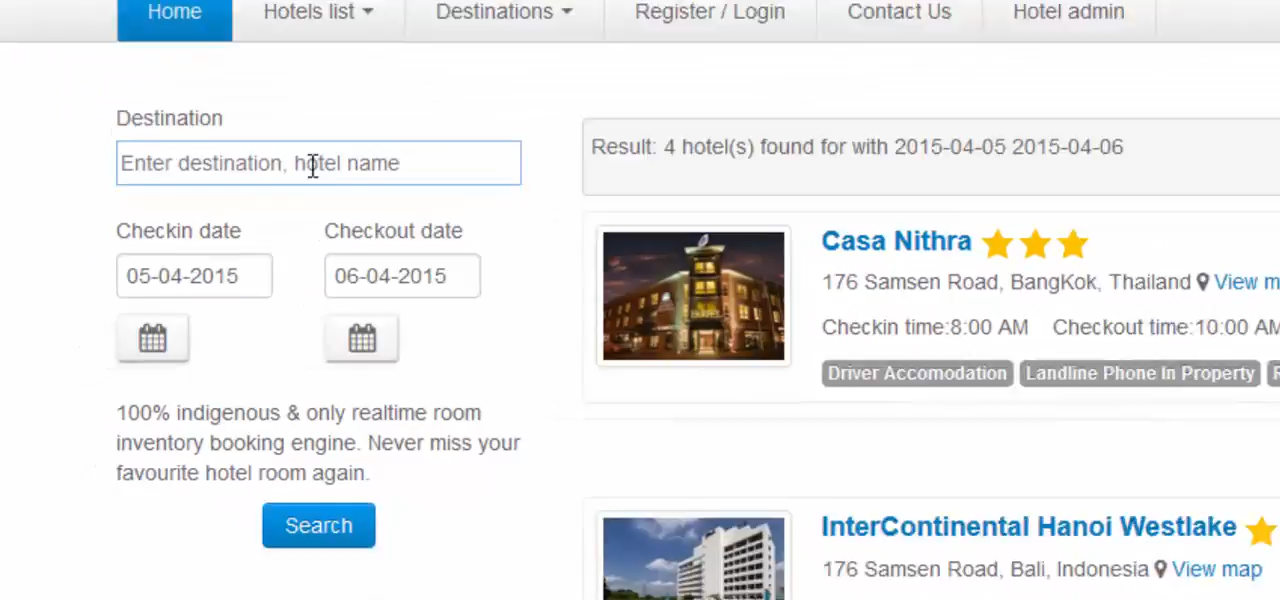 Home Hotels list Destinations Register / Login Contact Us Hotel admin
Destination
Enter destination, hotel name
Checkin date Checkout date
05-04-2015 06-04-2015
100% indigenous & only realtime room
inventory booking engine. Never miss your
favourite hotel room again.
Search
Result: 4 hotel(s) found for with 2015-04-05 2015-04-06
Casa Nithra
176 Samsen Road, BangKok, Thailand View m
Checkin time:8:00 AM Checkout time:10:00 AM
Driver Accomodation Landline Phone In Property
InterContinental Hanoi Westlake
176 Samsen Road, Bali, Indonesia View map